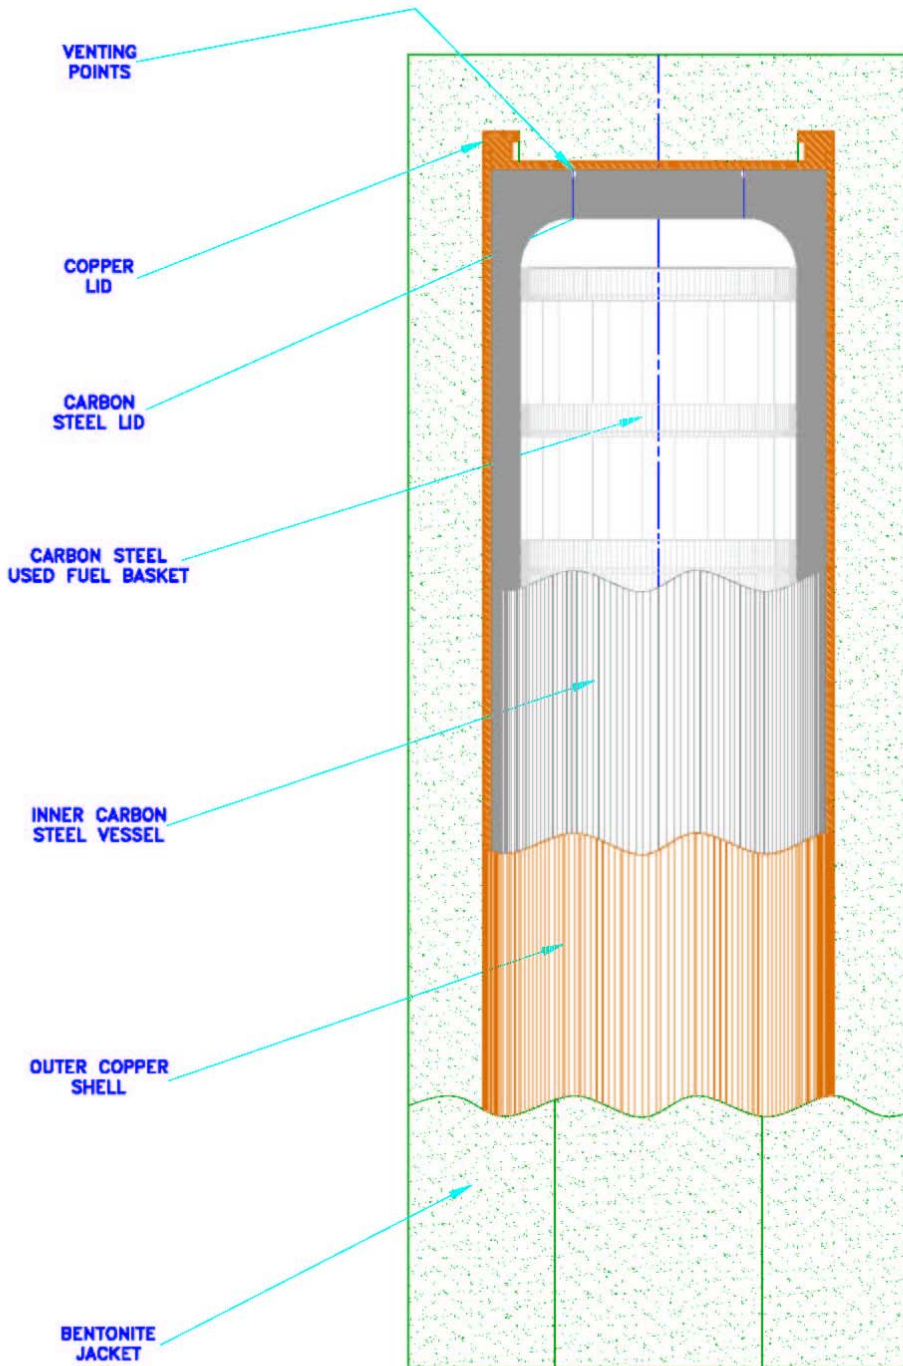 VENTING
POINTS
COPPER
LID
CARBON
STEEL LID
CARBON STEEL
USED FUEL BASKET
INNER CARBON
STEEL VESSEL
OUTER COPPER
SHELL
BENTONITE
JACKET